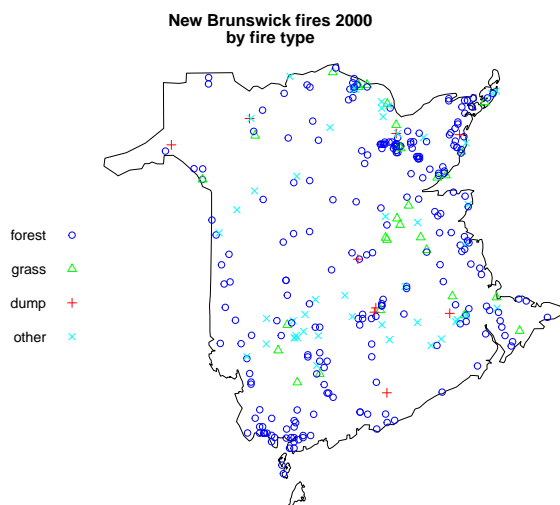 New Brunswick fires 2000
by fire type
forest
grass
dump
other